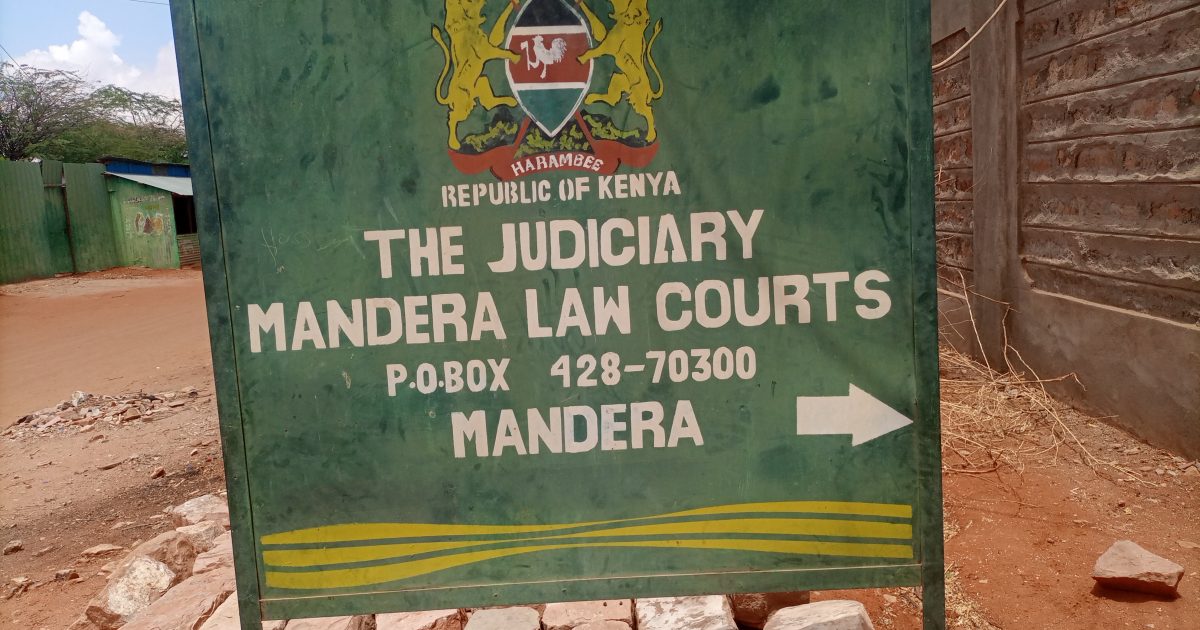 HARAMBEE
REPUBLIC OF KENYA
THE JUDICIARY
MANDERA LAW COURTS
P.O.BOX 428-70300
MANDERA